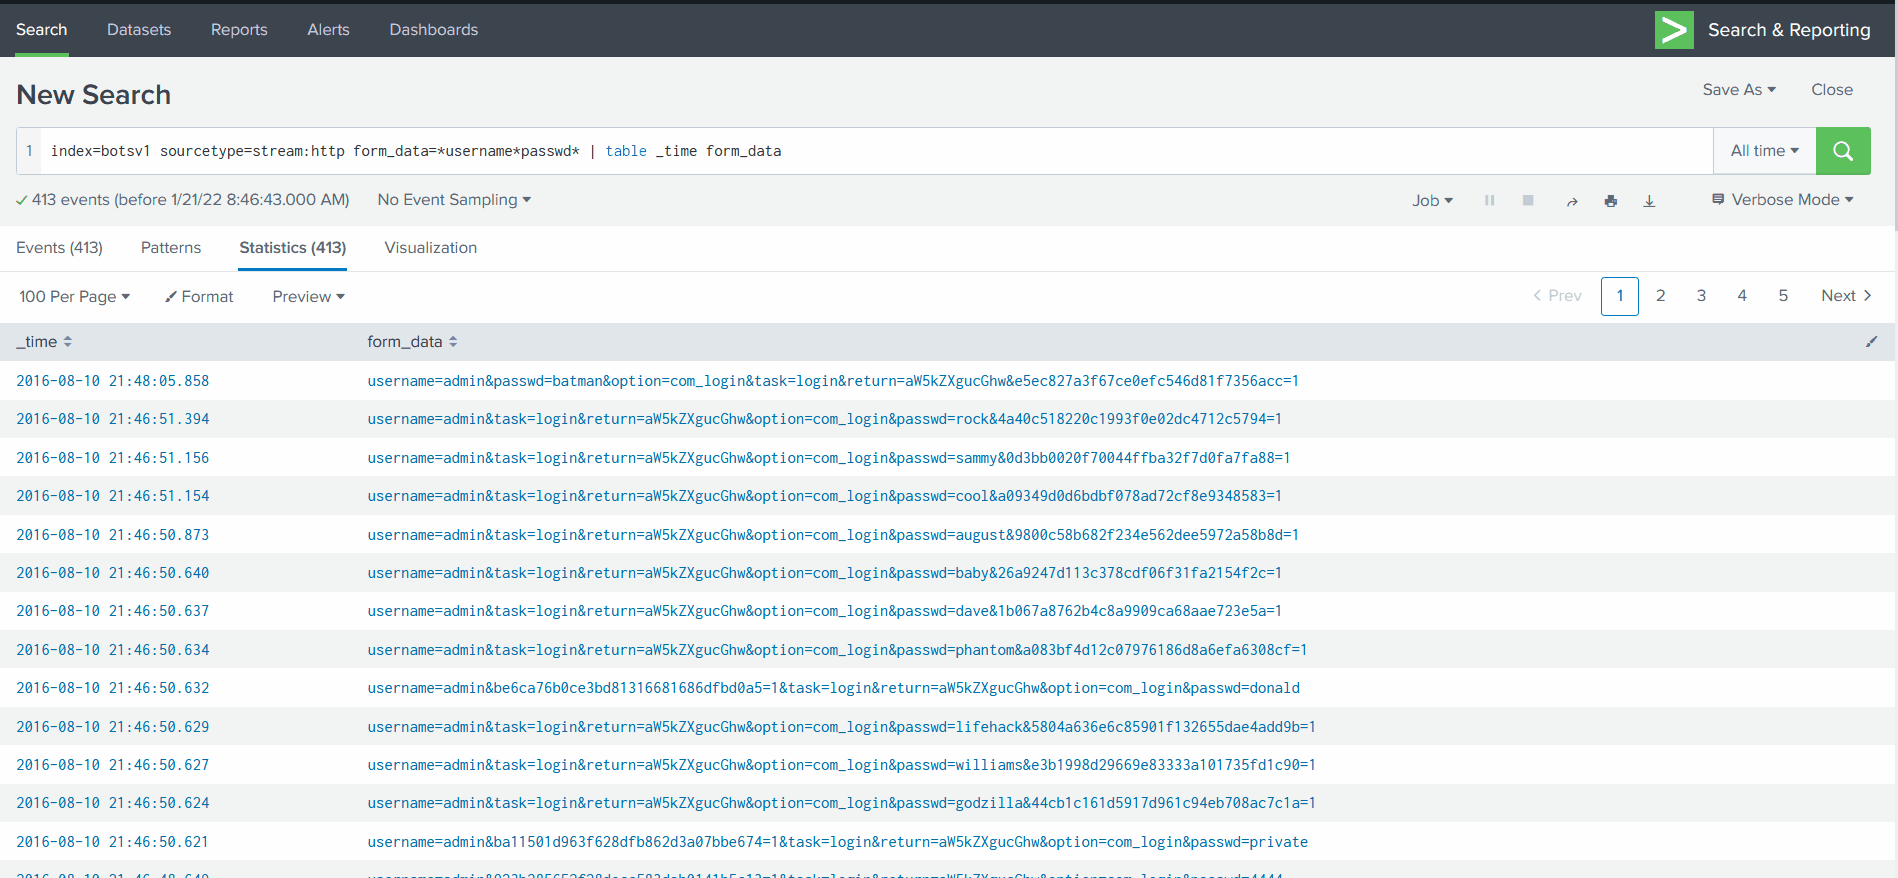 Search Datasets Reports Alerts Dashboards Search & Reporting
New Search Save As Close
1 index=botsv1 sourcetype=stream:http form_data=*username*passwd* | table _time form_data All time
413 events (before 1/21/22 8:46:43.000 AM) No Event Sampling Job Verbose Mode
Events (413) Patterns Statistics (413) Visualization
100 Per Page Format Preview < Prev 1 2 3 4 5 Next >
_time form_data
2016-08-10 21:48:05.858 username=admin&passwd=batman&option=com_login&task=login&return=aW5kZXgucGhw&e5ec827a3f67ce0efc546d81f7356acc=1
2016-08-10 21:46:51.394 username=admin&task=login&return=aW5kZXgucGhw&option=com_login&passwd=rock&4a40c518220c1993f0e02dc4712c5794=1
2016-08-10 21:46:51.156 username=admin&task=login&return=aW5kZXgucGhw&option=com_login&passwd=sammy&0d3bb0020f70044ffba32f7d0fa7fa88=1
2016-08-10 21:46:51.154 username=admin&task=login&return=aW5kZXgucGhw&option=com_login&passwd=cool&a09349d0d6bdbf078ad72cf8e9348583=1
2016-08-10 21:46:50.873 username=admin&task=login&return=aW5kZXgucGhw&option=com_login&passwd=august&9800c58b682f234e562dee5972a58b8d=1
2016-08-10 21:46:50.640 username=admin&task=login&return=aW5kZXgucGhw&option=com_login&passwd=baby&26a9247d113c378cdf06f31fa2154f2c=1
2016-08-10 21:46:50.637 username=admin&task=login&return=aW5kZXgucGhw&option=com_login&passwd=dave&1b067a8762b4c8a9909ca68aae723e5a=1
2016-08-10 21:46:50.634 username=admin&task=login&return=aW5kZXgucGhw&option=com_login&passwd=phantom&a083bf4d12c07976186d8a6efa6308cf=1
2016-08-10 21:46:50.632 username=admin&be6ca76b0ce3bd81316681686dfbd0a5=1&task=login&return=aW5kZXgucGhw&option=com_login&passwd=donald
2016-08-10 21:46:50.629 username=admin&task=login&return=aW5kZXgucGhw&option=com_login&passwd=lifehack&5804a636e6c85901f132655dae4add9b=1
2016-08-10 21:46:50.627 username=admin&task=login&return=aW5kZXgucGhw&option=com_login&passwd=williams&e3b1998d29669e83333a101735fd1c90=1
2016-08-10 21:46:50.624 username=admin&task=login&return=aW5kZXgucGhw&option=com_login&passwd=godzilla&44cb1c161d5917d961c94eb708ac7c1a=1
2016-08-10 21:46:50.621 username=admin&ba11501d963f628dfb862d3a07bbe674=1&task=login&return=aW5kZXgucGhw&option=com_login&passwd=private